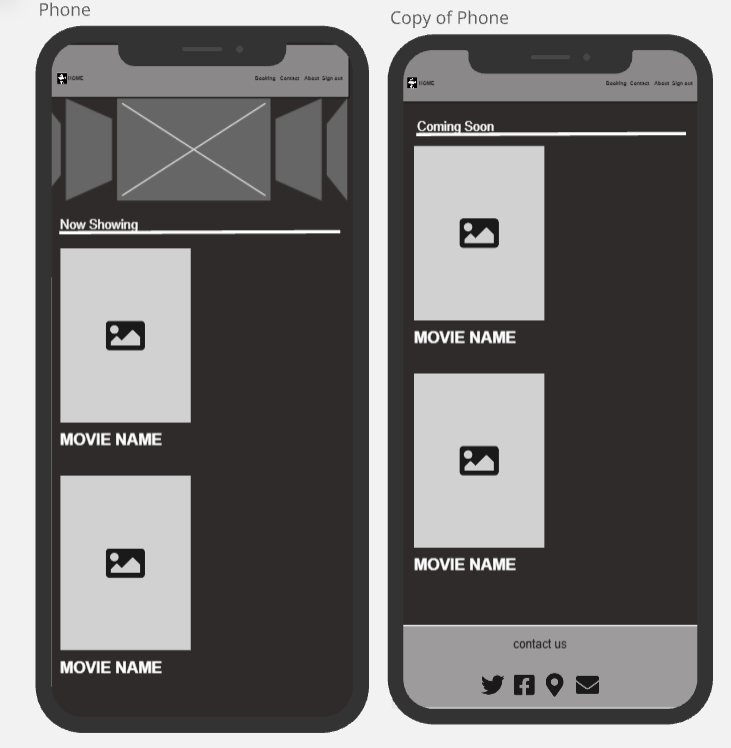 Phone
HOME
Booking Contact About Sign out
Now Showing
MOVIE NAME
MOVIE NAME
Copy of Phone
HOME
Booking Contact About Sign out
Coming Soon
MOVIE NAME
MOVIE NAME
contact us